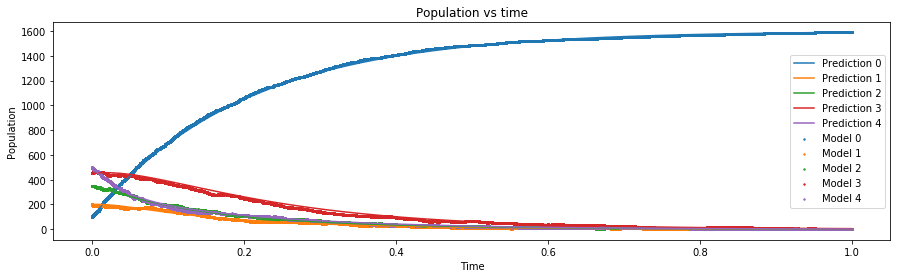 Population vs time
Population
1600
1400
1200
1000
800
600
400
200
0
0.0
0.2
0.4
0.6
0.8
1.0
Time
Prediction 0
Prediction 1
Prediction 2
Prediction 3
Prediction 4
Model 0
Model 1
Model 2
Model 3
Model 4